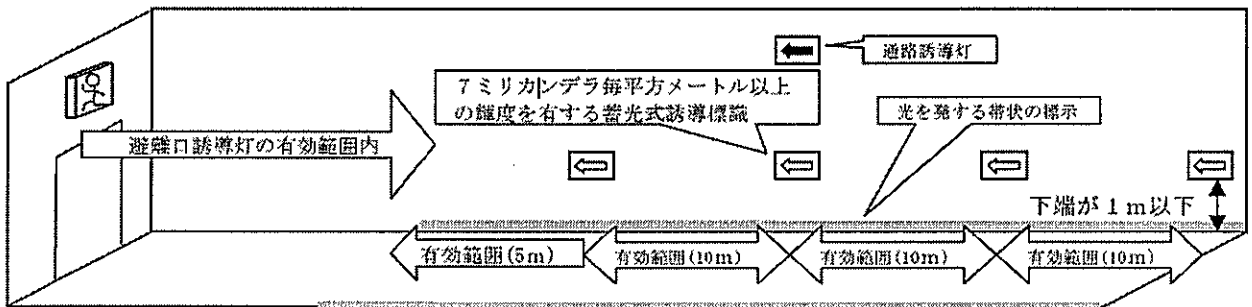 通路誘導灯
7ミリカンデラ毎平方メートル以上
の輝度を有する蓄光式誘導標識
光を発する帯状の標示
避難口誘導灯の有効範囲内
下端が1m以下
有効範囲(5m)
有効範囲(10m)
有効範囲(10m)
有効範囲(10m)